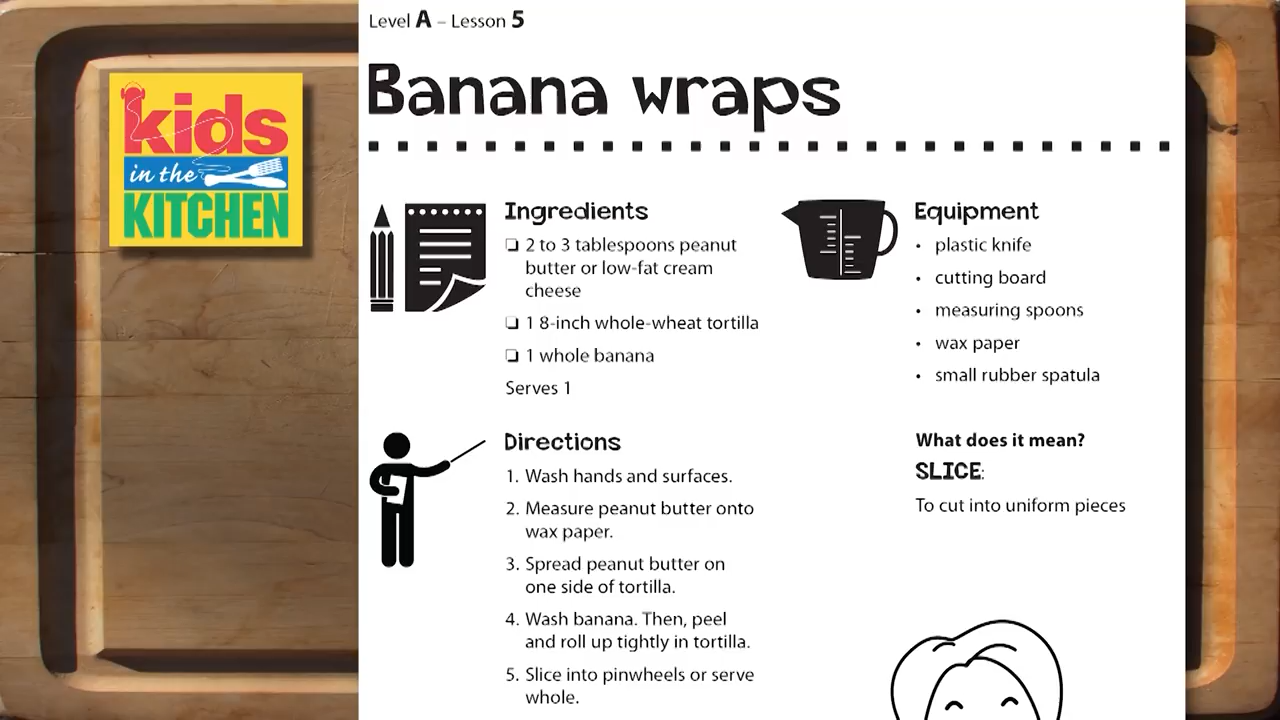 kids
in the
KITCHEN
Level A – Lesson 5
Banana wraps
Ingredients
❏ 2 to 3 tablespoons peanut
butter or low-fat cream
cheese
❏ 1 8-inch whole-wheat tortilla
❏ 1 whole banana
Serves 1
Equipment
• plastic knife
• cutting board
• measuring spoons
• wax paper
• small rubber spatula
Directions
1. Wash hands and surfaces.
2. Measure peanut butter onto
wax paper.
3. Spread peanut butter on
one side of tortilla.
4. Wash banana. Then, peel
and roll up tightly in tortilla.
5. Slice into pinwheels or serve
whole.
What does it mean?
SLICE:
To cut into uniform pieces